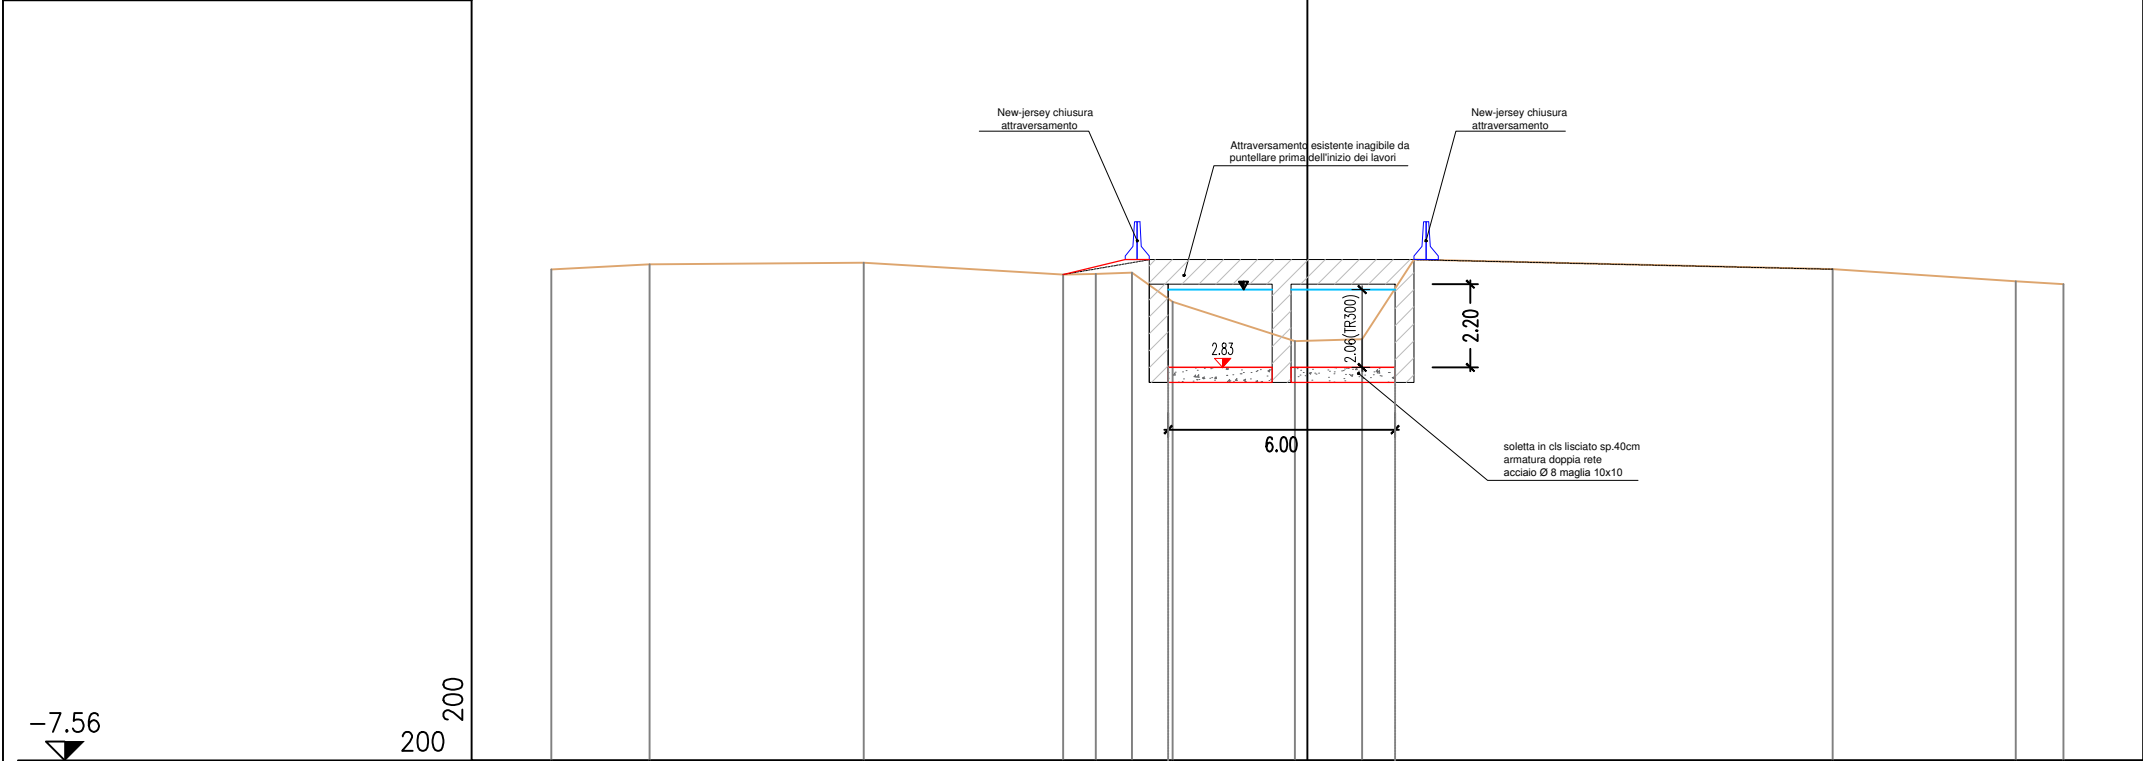 New-jersey chiusura
attraversamento
New-jersey chiusura
attraversamento
Attraversamento esistente inagibile da
puntellare prima dell'inizio dei lavori
2.83
2.06(TR300)
2.20
6.00
soletta in cls lisciato sp.40cm
armatura doppia rete
acciaio Ø 8 maglia 10x10
200
-7.56
200